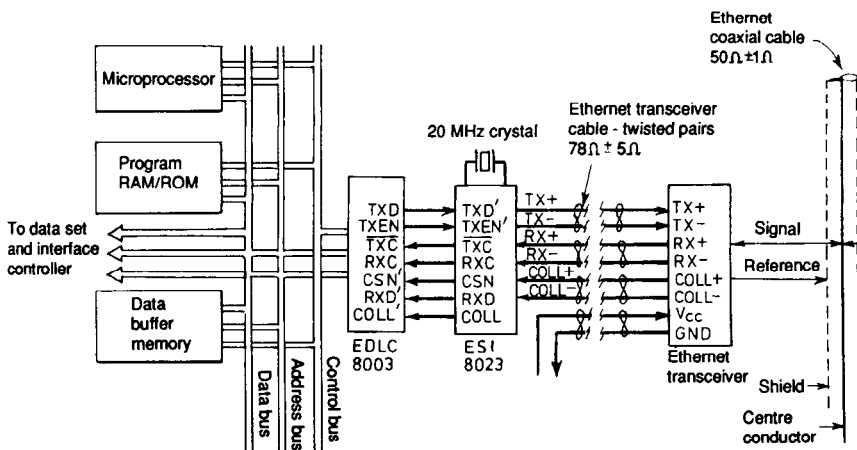 Ethernet
coaxial cable
50Ω ±1Ω
Microprocessor
Program
RAM/ROM
To data set
and interface
controller
Data
buffer
memory
Data bus
Address bus
Control bus
TXD
TXEN
TXC
RXC
CSN'
RXD'
COLL'
EDLC
8003
20 MHz crystal
TXD'
TXEN'
TXC
RXC
CSN
RXD
COLL
ESI
8023
Ethernet transceiver
cable - twisted pairs
78Ω ± 5Ω
TX+
TX-
RX+
RX-
COLL+
COLL-
TX+
TX-
RX+
RX-
COLL+
COLL-
Vcc
GND
Ethernet
transceiver
Signal
Reference
Shield
Centre
conductor